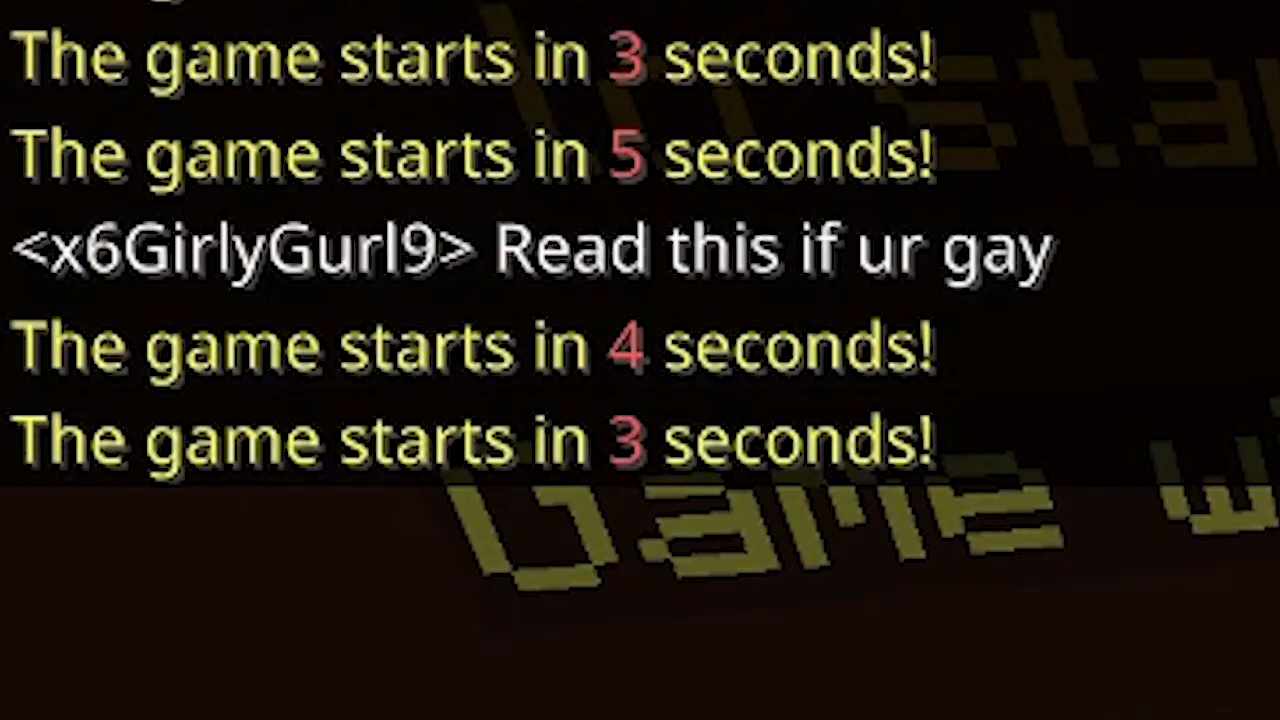 The game starts in 3 seconds!
The game starts in 5 seconds!
<x6GirlyGurl9> Read this if ur gay
The game starts in 4 seconds!
The game starts in 3 seconds!
Game